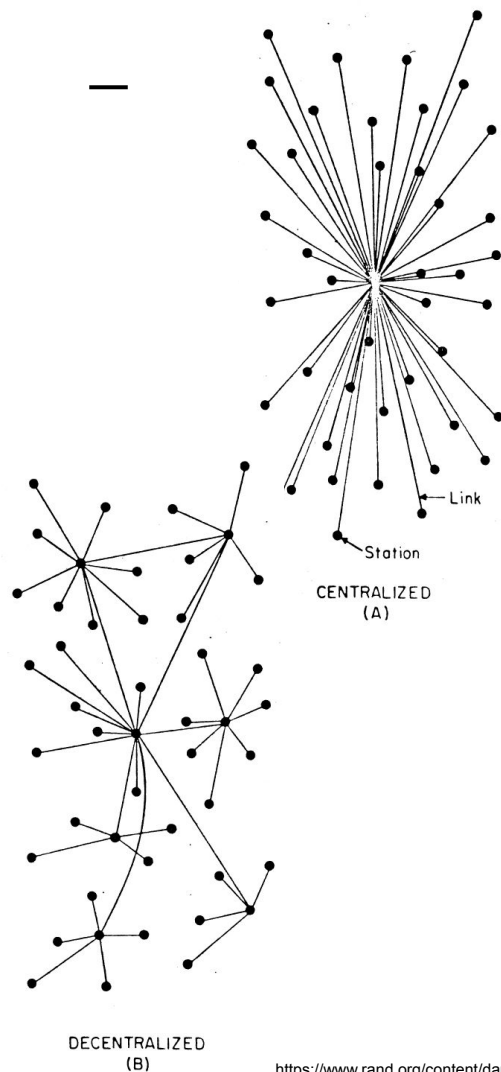 Link
Station
CENTRALIZED
(A)
DECENTRALIZED
(B)
https://www.rand.org/content/da